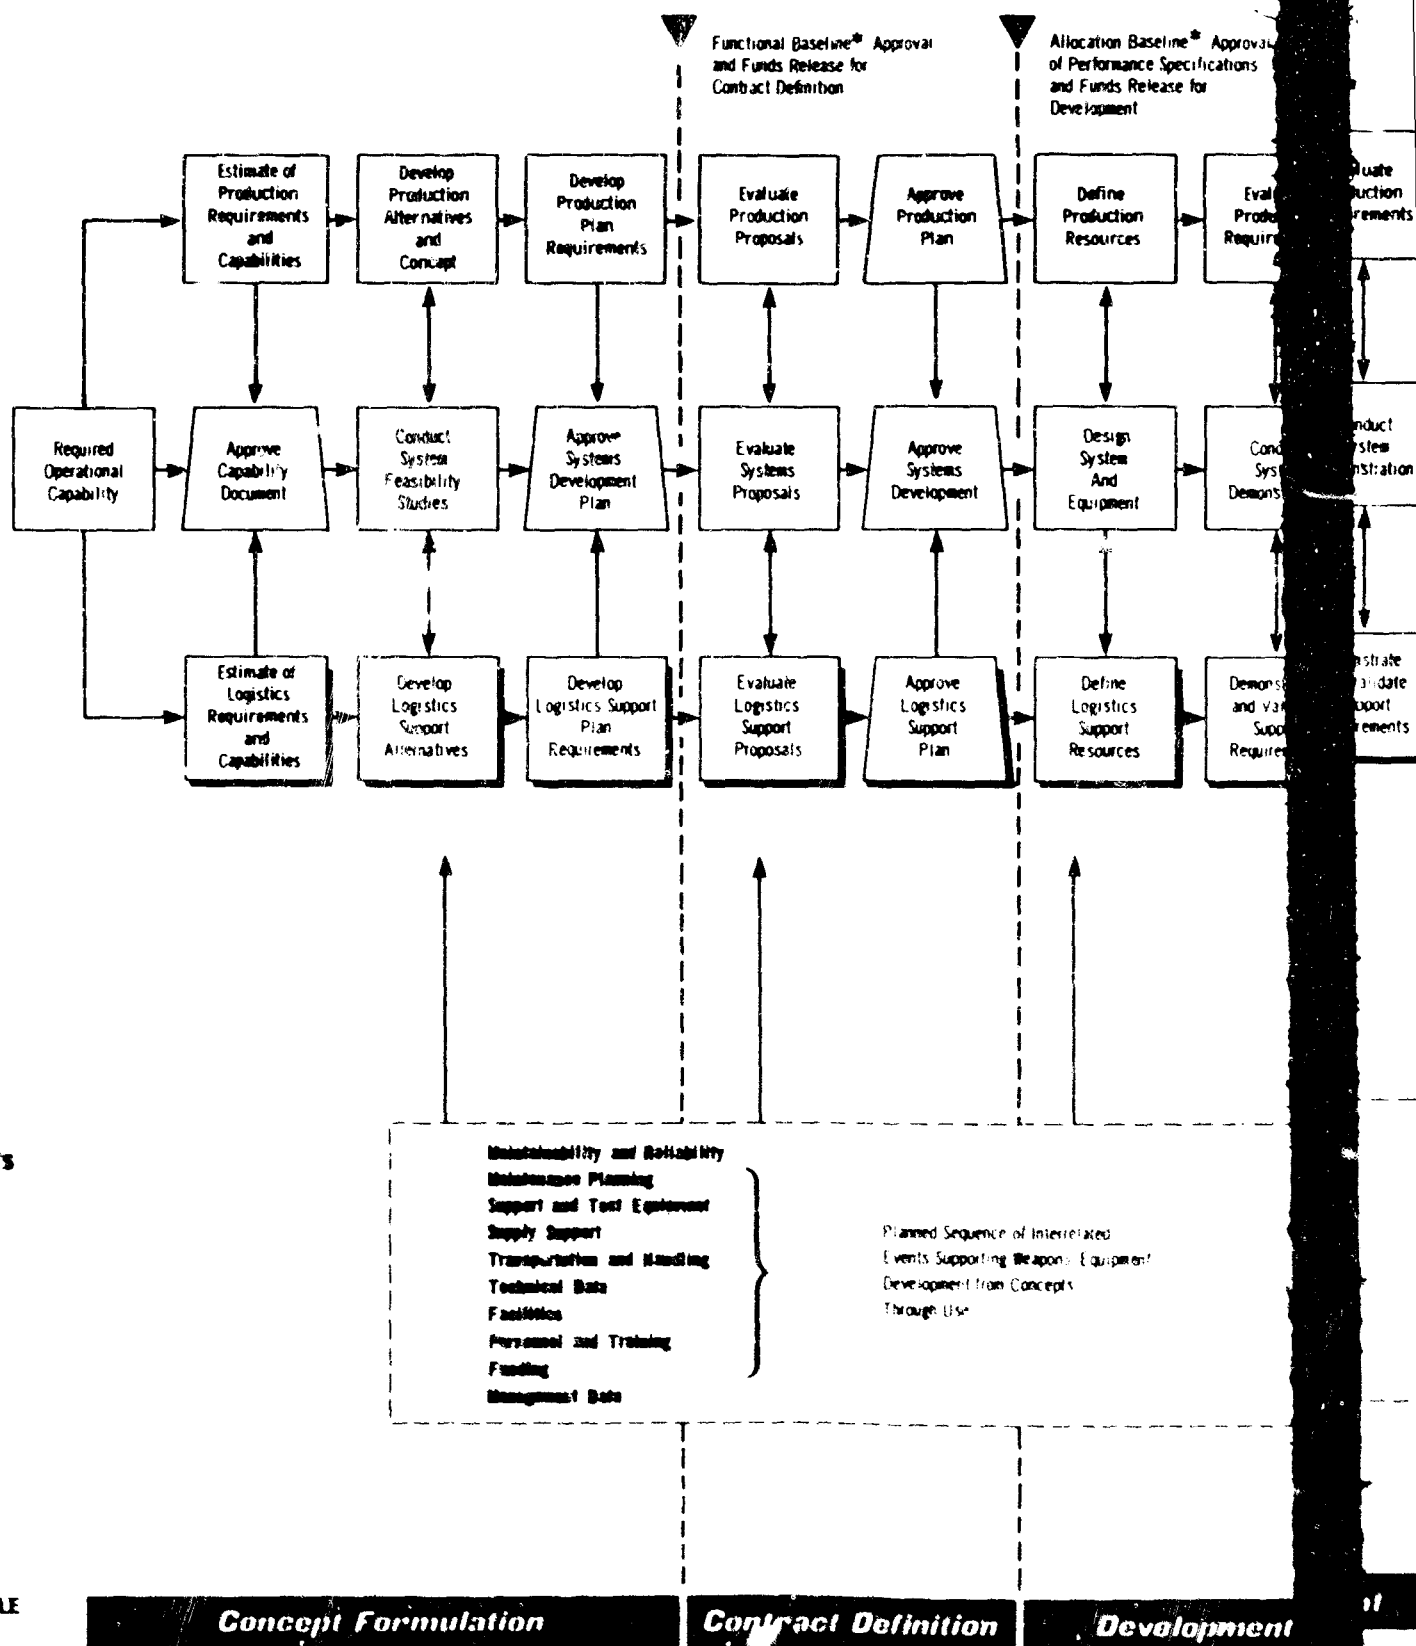 Functional Baseline* Approval
and Funds Release for
Contract Definition
Allocation Baseline* Approval
of Performance Specifications
and Funds Release for
Development
Estimate of
Production
Requirements
and
Capabilities
Develop
Production
Alternatives
and
Concept
Develop
Production
Plan
Requirements
Evaluate
Production
Proposals
Approve
Production
Plan
Define
Production
Resources
Required
Operational
Capability
Approve
Capability
Document
Conduct
System
Feasibility
Studies
Approve
Systems
Development
Plan
Evaluate
Systems
Proposals
Approve
Systems
Development
Design
System
And
Equipment
Estimate of
Logistics
Requirements
and
Capabilities
Develop
Logistics
Support
Alternatives
Develop
Logistics Support
Plan
Requirements
Evaluate
Logistics
Support
Proposals
Approve
Logistics
Support
Plan
Define
Logistics
Support
Resources
Maintainability and Reliability
Maintenance Planning
Support and Test Equipment
Supply Support
Transportation and Handling
Technical Data
Facilities
Personnel and Training
Funding
Management Data
Planned Sequence of Interrelated
Events Supporting Weapons Equipment
Development from Concepts
Through Use
Concept Formulation
Contract Definition
Development